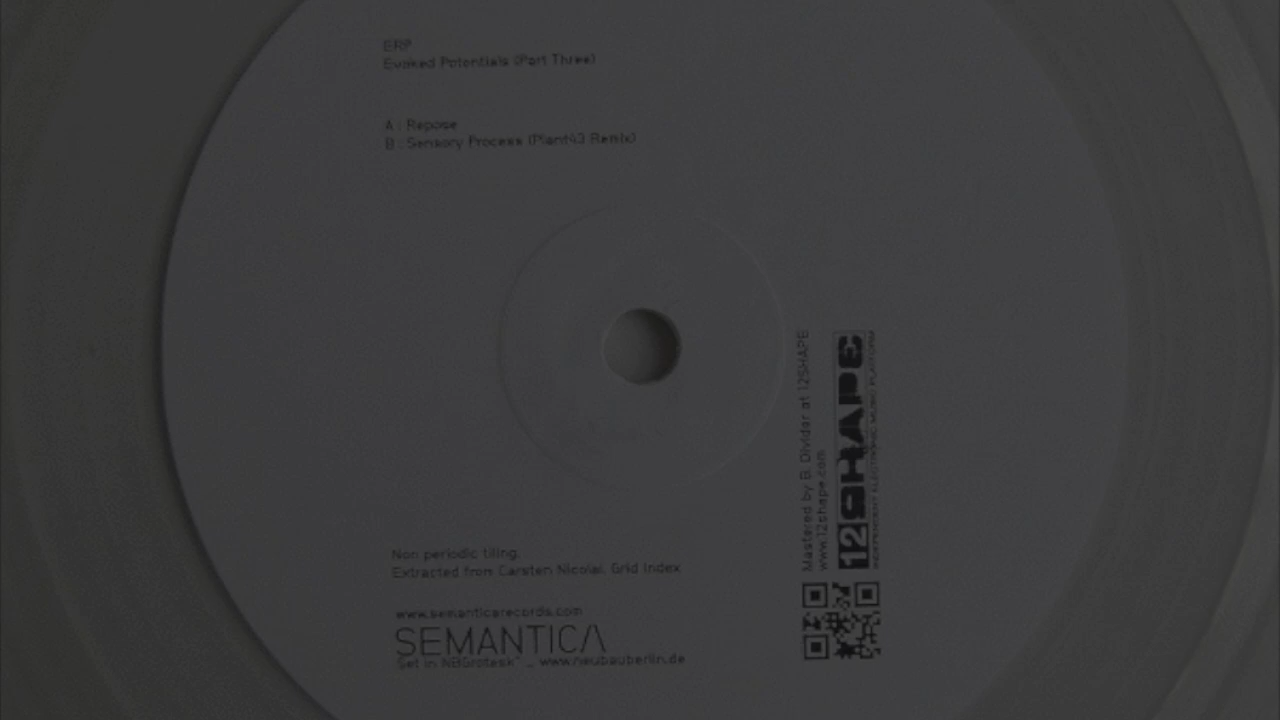 ERP
Evoked Potentials (Part Three)
A : Repose
B : Sensory Process (Plant43 Remix)
Mastered by B. Divider at 12SHAPE
www.12shape.com
12SHAPE
INDEPENDENT ELECTRONIC MUSIC PLATFORM
Non periodic tiling.
Extracted from Carsten Nicolai. Grid Index
www.semanticarecords.com
SEMANTICA
Set in NBGrotesk™ _ www.neubauberlin.de